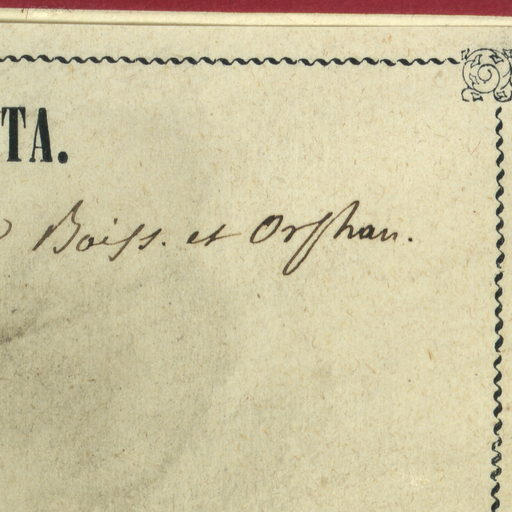 TA.
Boiss. et Orphan.